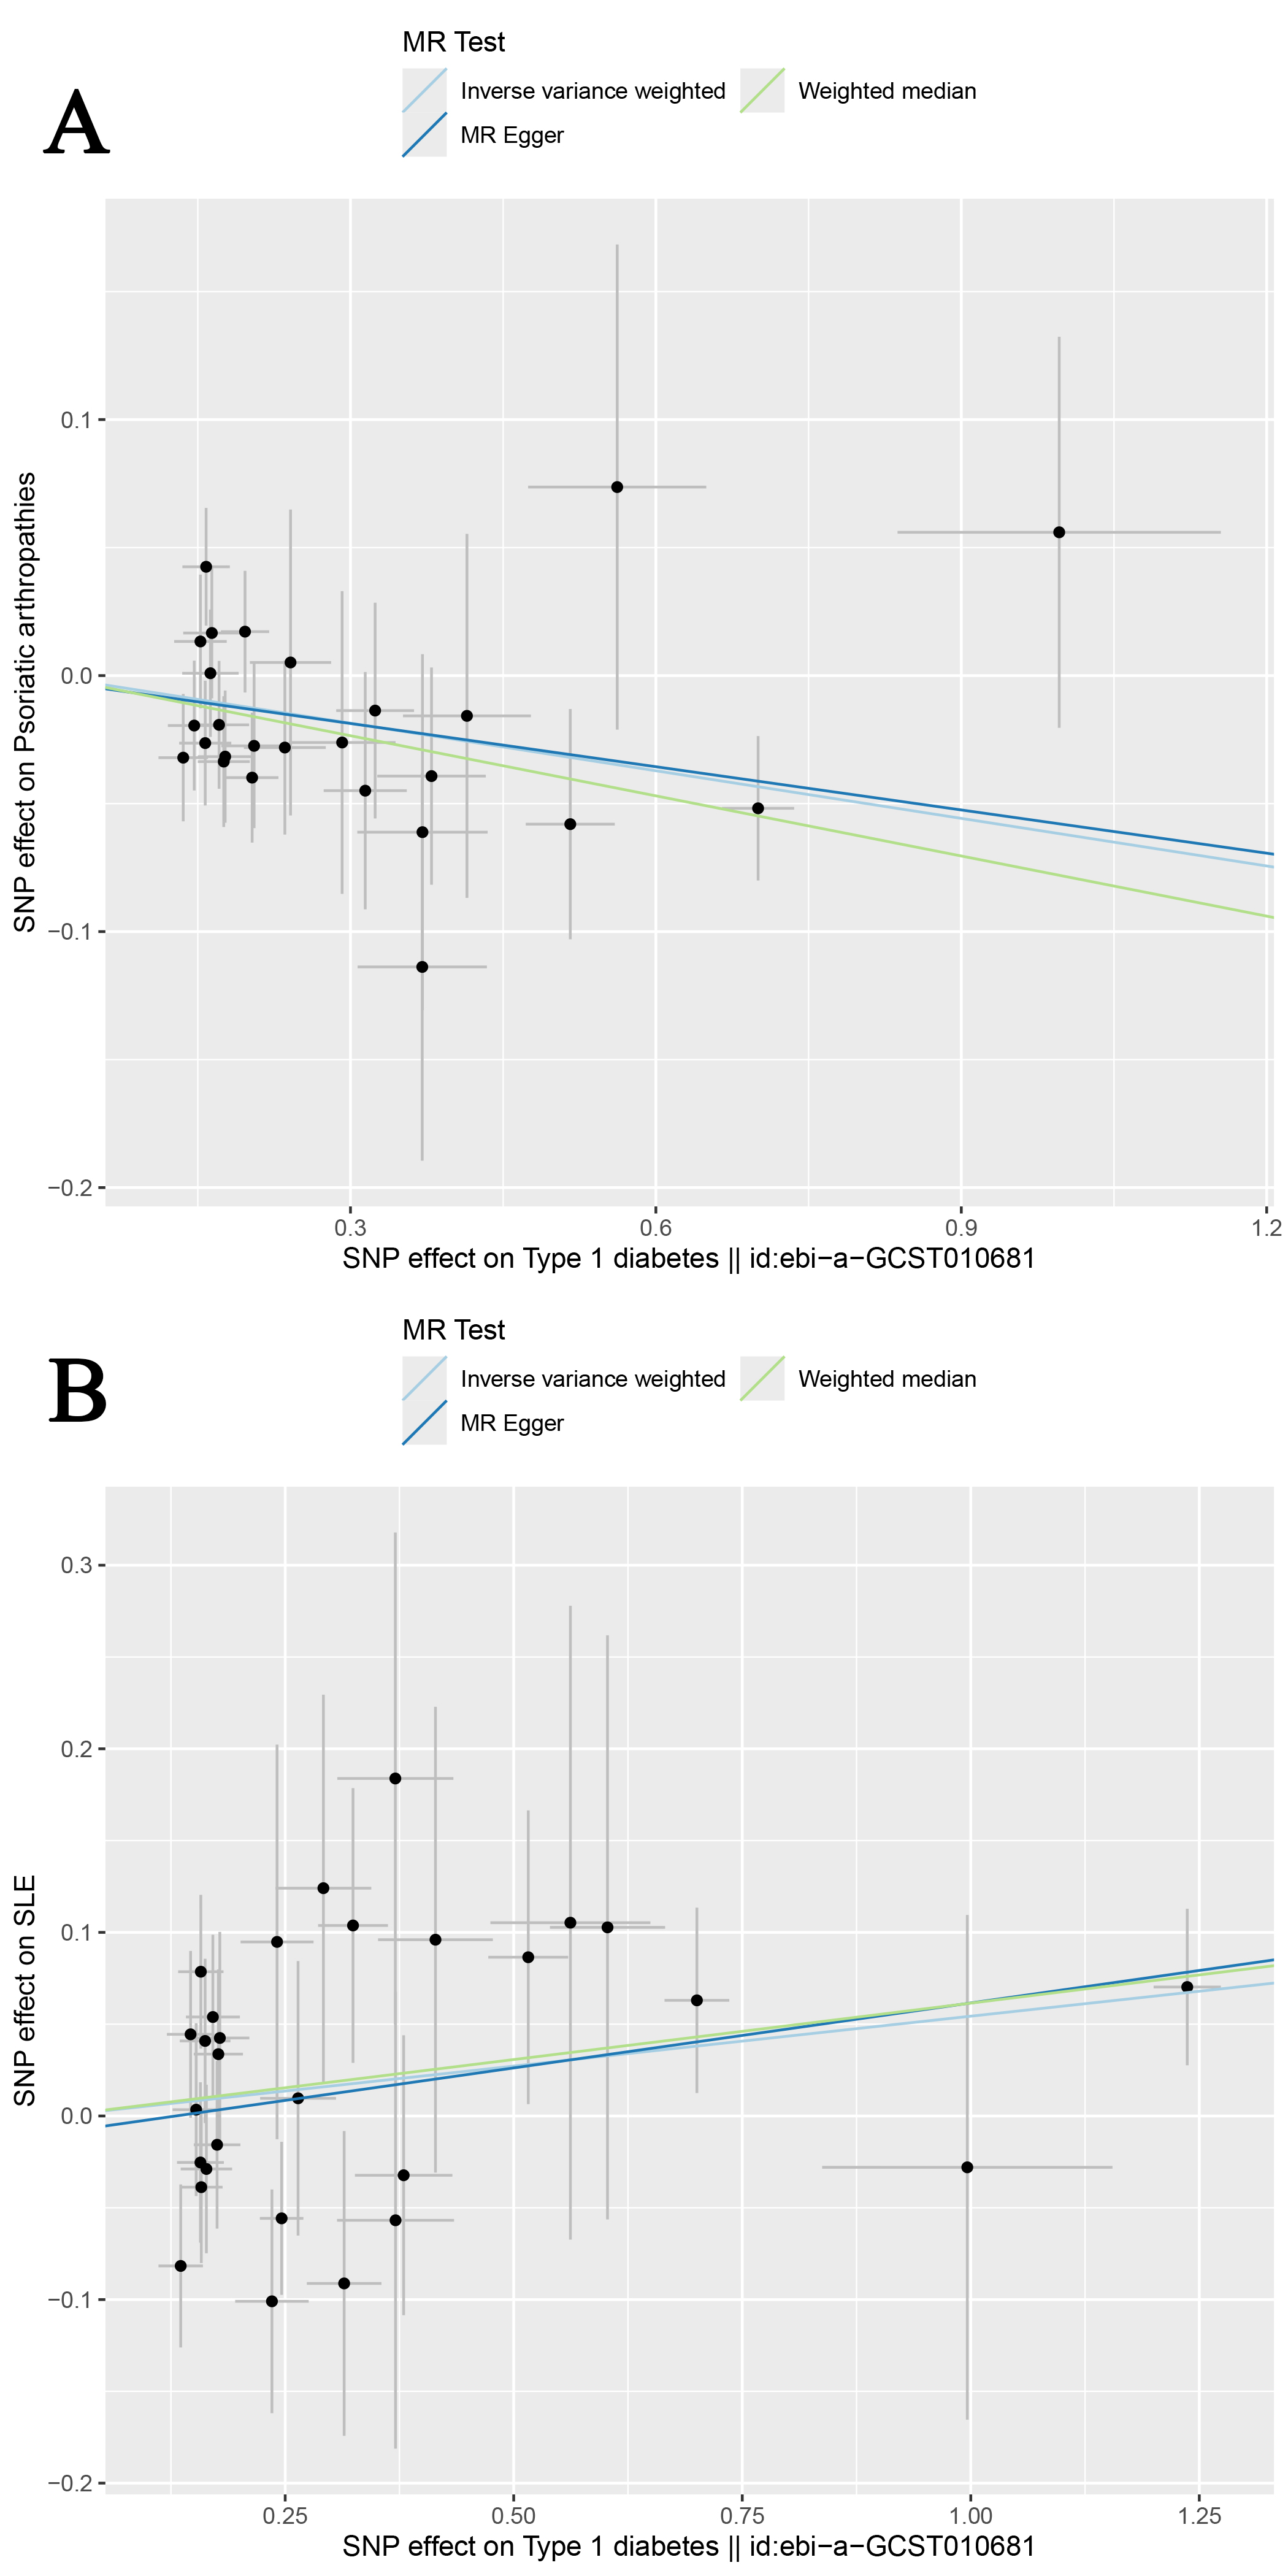 A
MR Test
Inverse variance weighted
Weighted median
MR Egger
SNP effect on Psoriatic arthropathies
0.1
0.0
−0.1
−0.2
0.3
0.6
0.9
1.2
SNP effect on Type 1 diabetes || id:ebi−a−GCST010681
B
MR Test
Inverse variance weighted
Weighted median
MR Egger
SNP effect on SLE
0.3
0.2
0.1
0.0
−0.1
−0.2
0.25
0.50
0.75
1.00
1.25
SNP effect on Type 1 diabetes || id:ebi−a−GCST010681